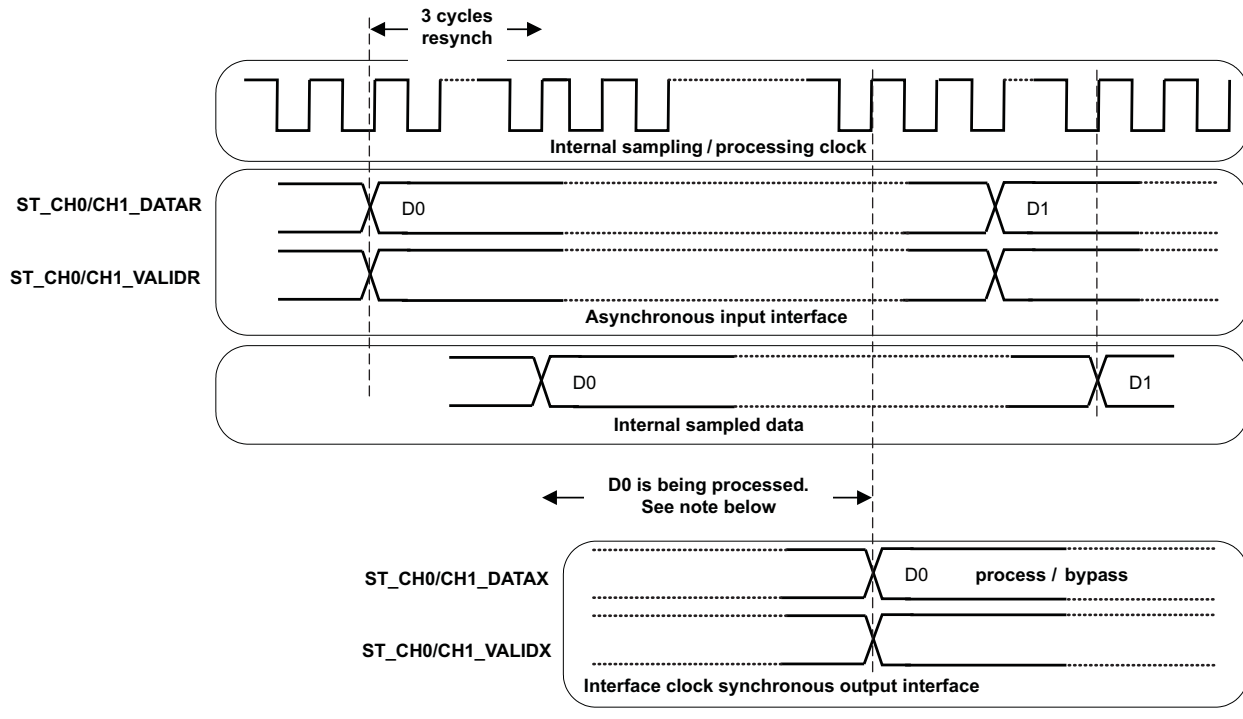 3 cycles
resynch
Internal sampling / processing clock
ST_CH0/CH1_DATAR
D0
D1
ST_CH0/CH1_VALIDR
Asynchronous input interface
D0
D1
Internal sampled data
D0 is being processed.
See note below
ST_CH0/CH1_DATAX
D0 process / bypass
ST_CH0/CH1_VALIDX
Interface clock synchronous output interface